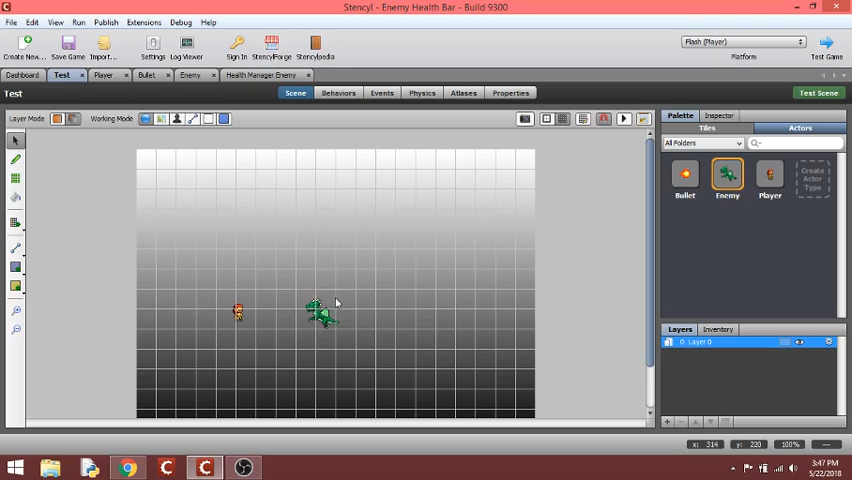 Stencyl - Enemy Health Bar - Build 9300
File Edit View Run Publish Extensions Debug Help
Create New... Save Game Import... Settings Log Viewer Sign In StencylForge Stencylpedia
Flash (Player)
Platform
Test Game
Dashboard Test × Player × Bullet × Enemy × Health Manager Enemy ×
Test
Scene Behaviors Events Physics Atlases Properties
Test Scene
Layer Mode Working Mode
Palette Inspector
Tiles Actors
All Folders
Bullet Enemy Player
Create
Actor
Type
Layers Inventory
0 Layer 0
x: 314 y: 220 100% ---
3:47 PM
5/22/2018